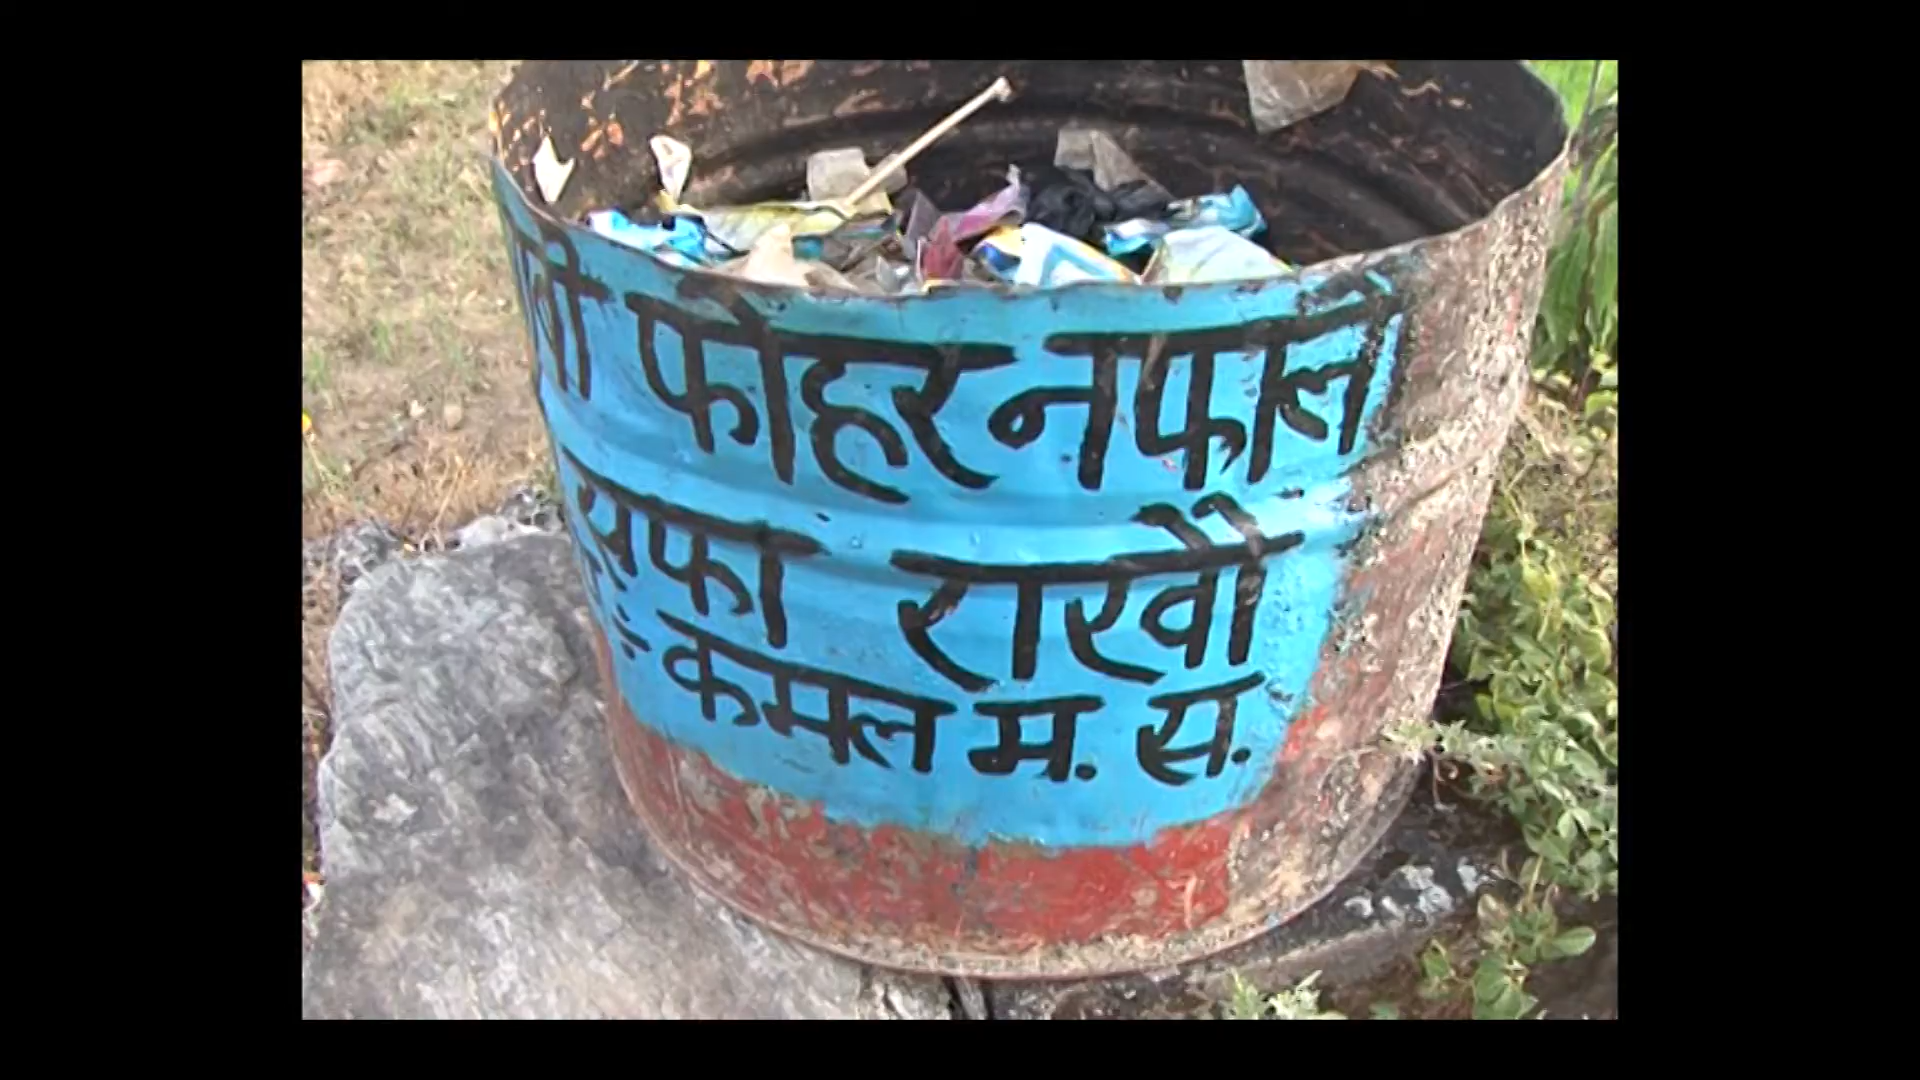 फोहर नफालौ
राखौं
कमल म. स.